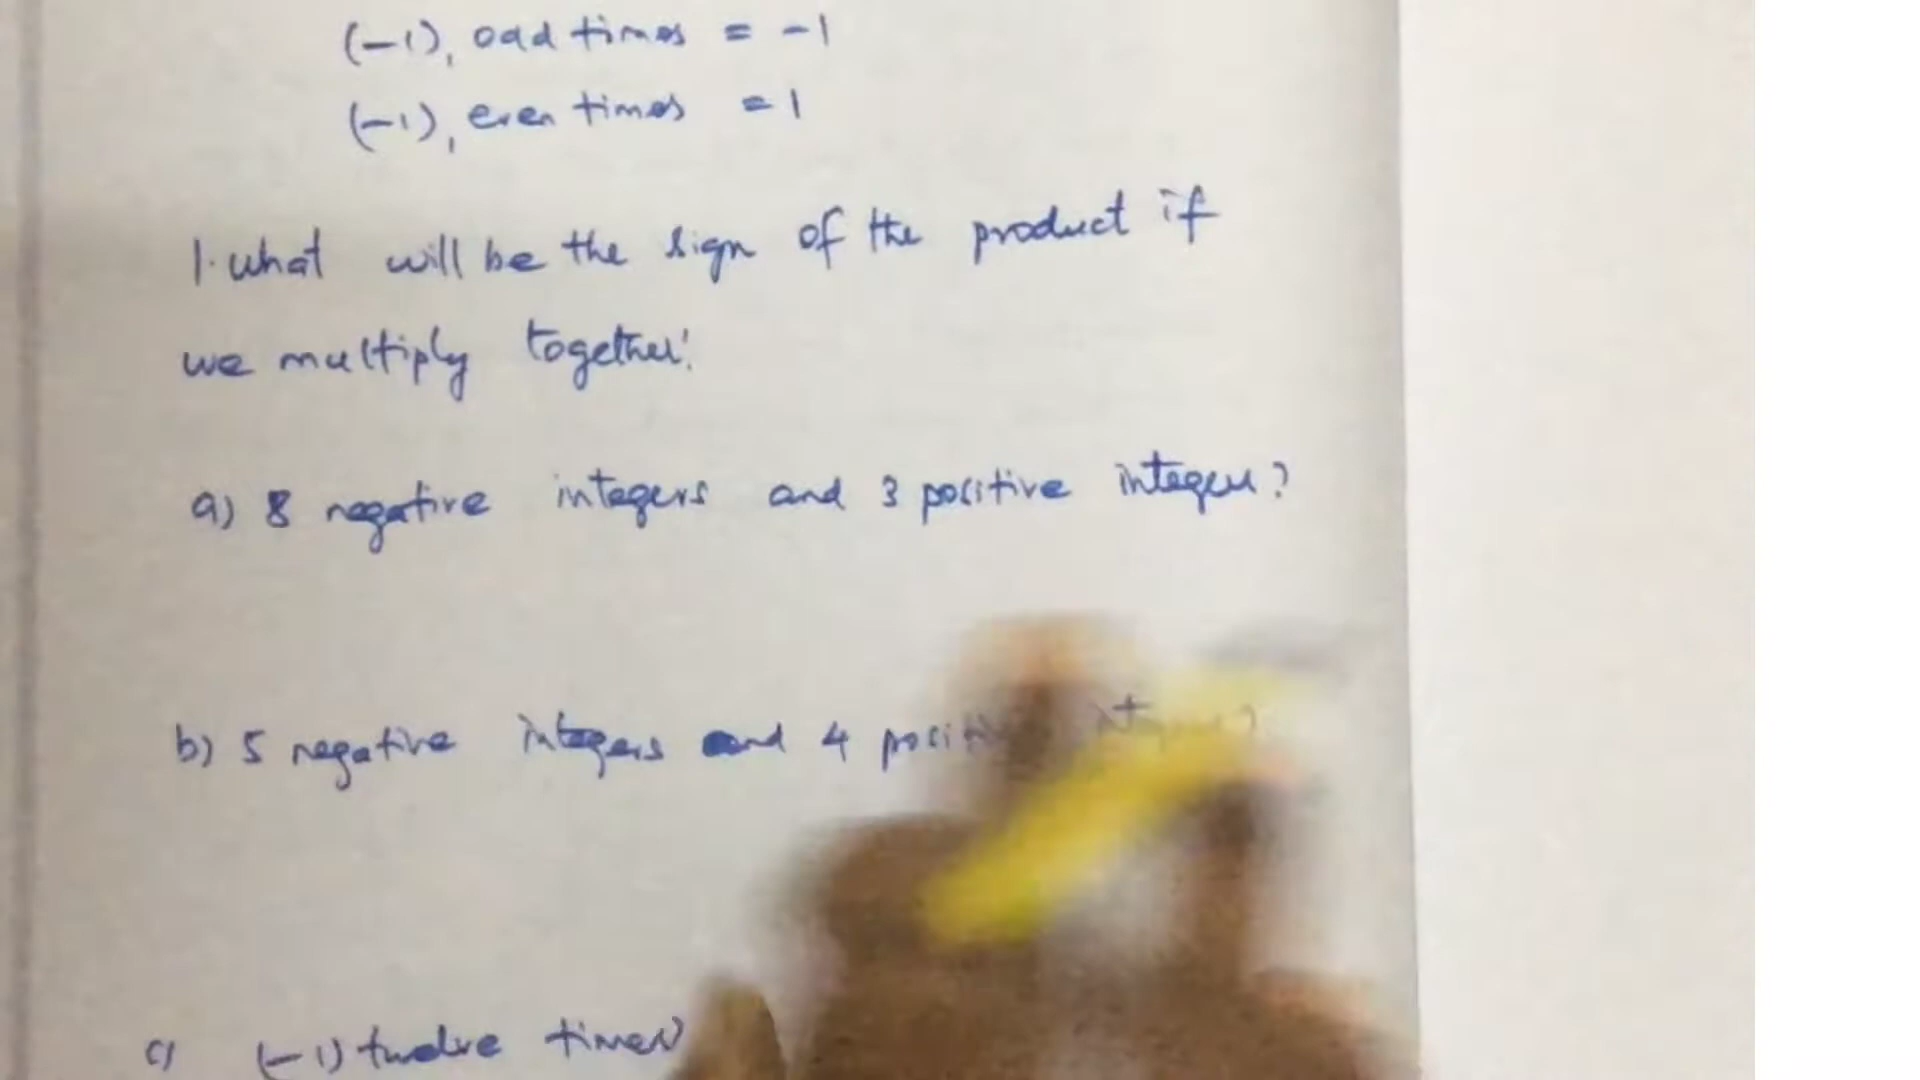 (-1), odd times = -1
(-1), even times = 1
1. what will be the sign of the product if
we multiply together:
a) 8 negative integers and 3 positive integers?
b) 5 negative integers and 4
c) (-1) twelve times